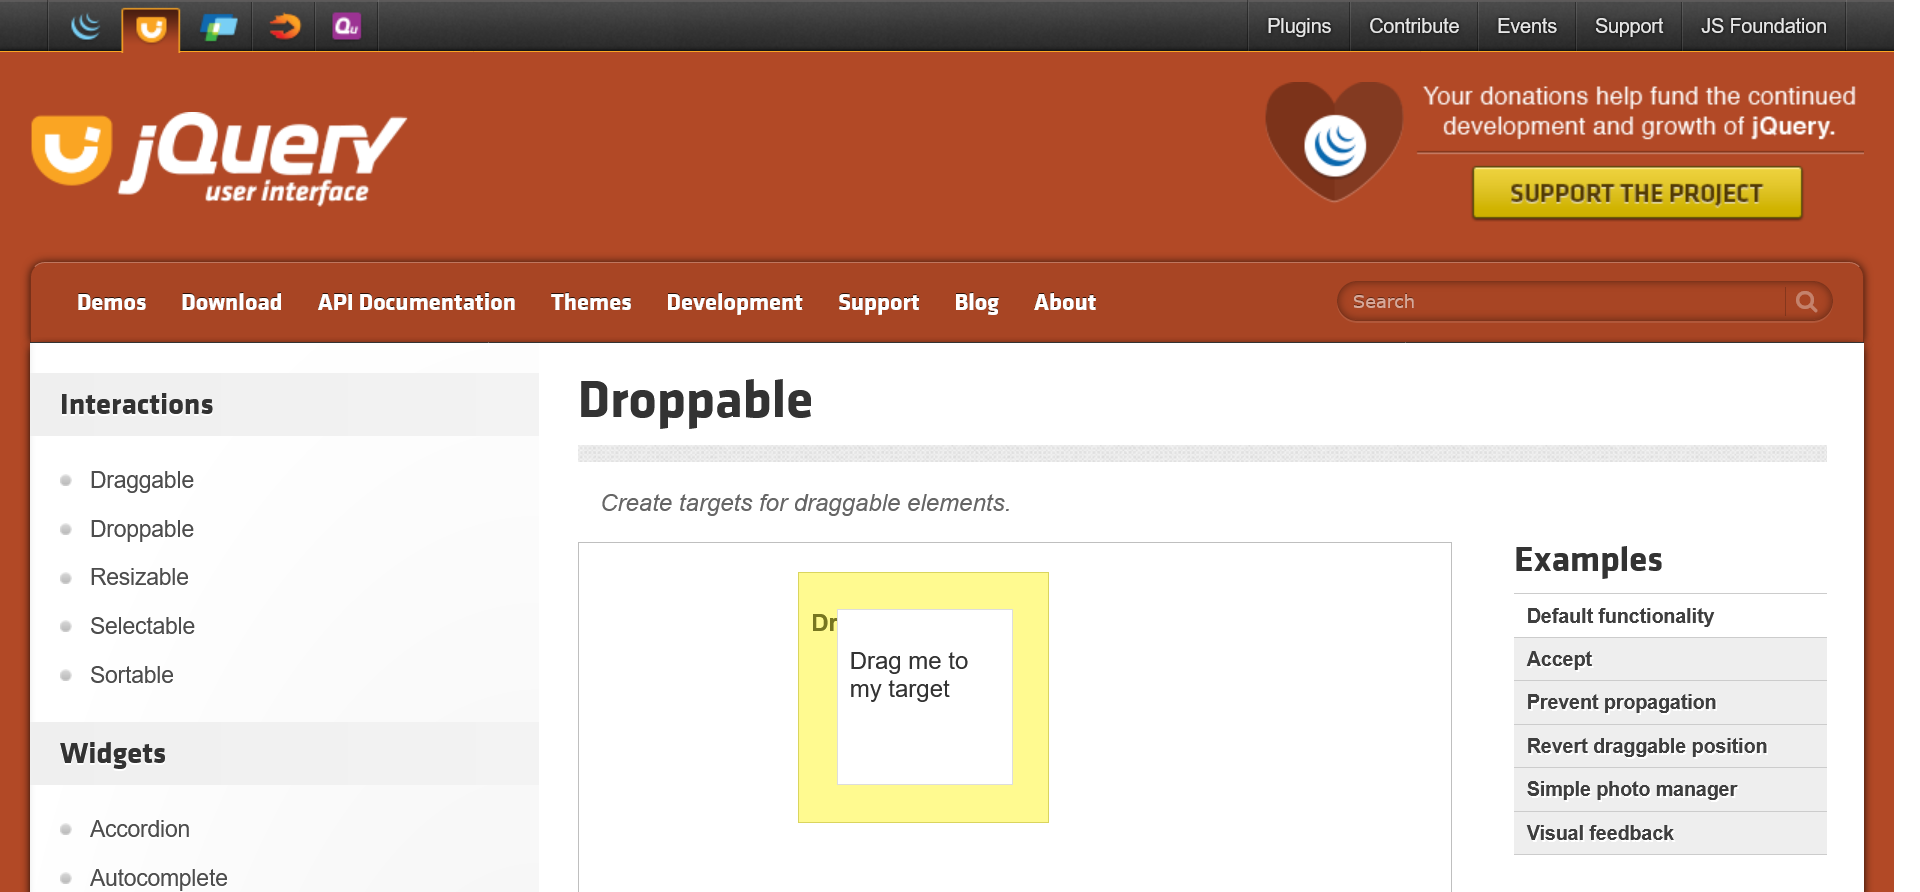 Plugins
Contribute
Events
Support
JS Foundation
Qu
jQuery
user interface
Your donations help fund the continued
development and growth of jQuery.
SUPPORT THE PROJECT
Demos
Download
API Documentation
Themes
Development
Support
Blog
About
Search
Interactions
Draggable
Droppable
Resizable
Selectable
Sortable
Widgets
Accordion
Autocomplete
Droppable
Create targets for draggable elements.
Dr
Drag me to
my target
Examples
Default functionality
Accept
Prevent propagation
Revert draggable position
Simple photo manager
Visual feedback